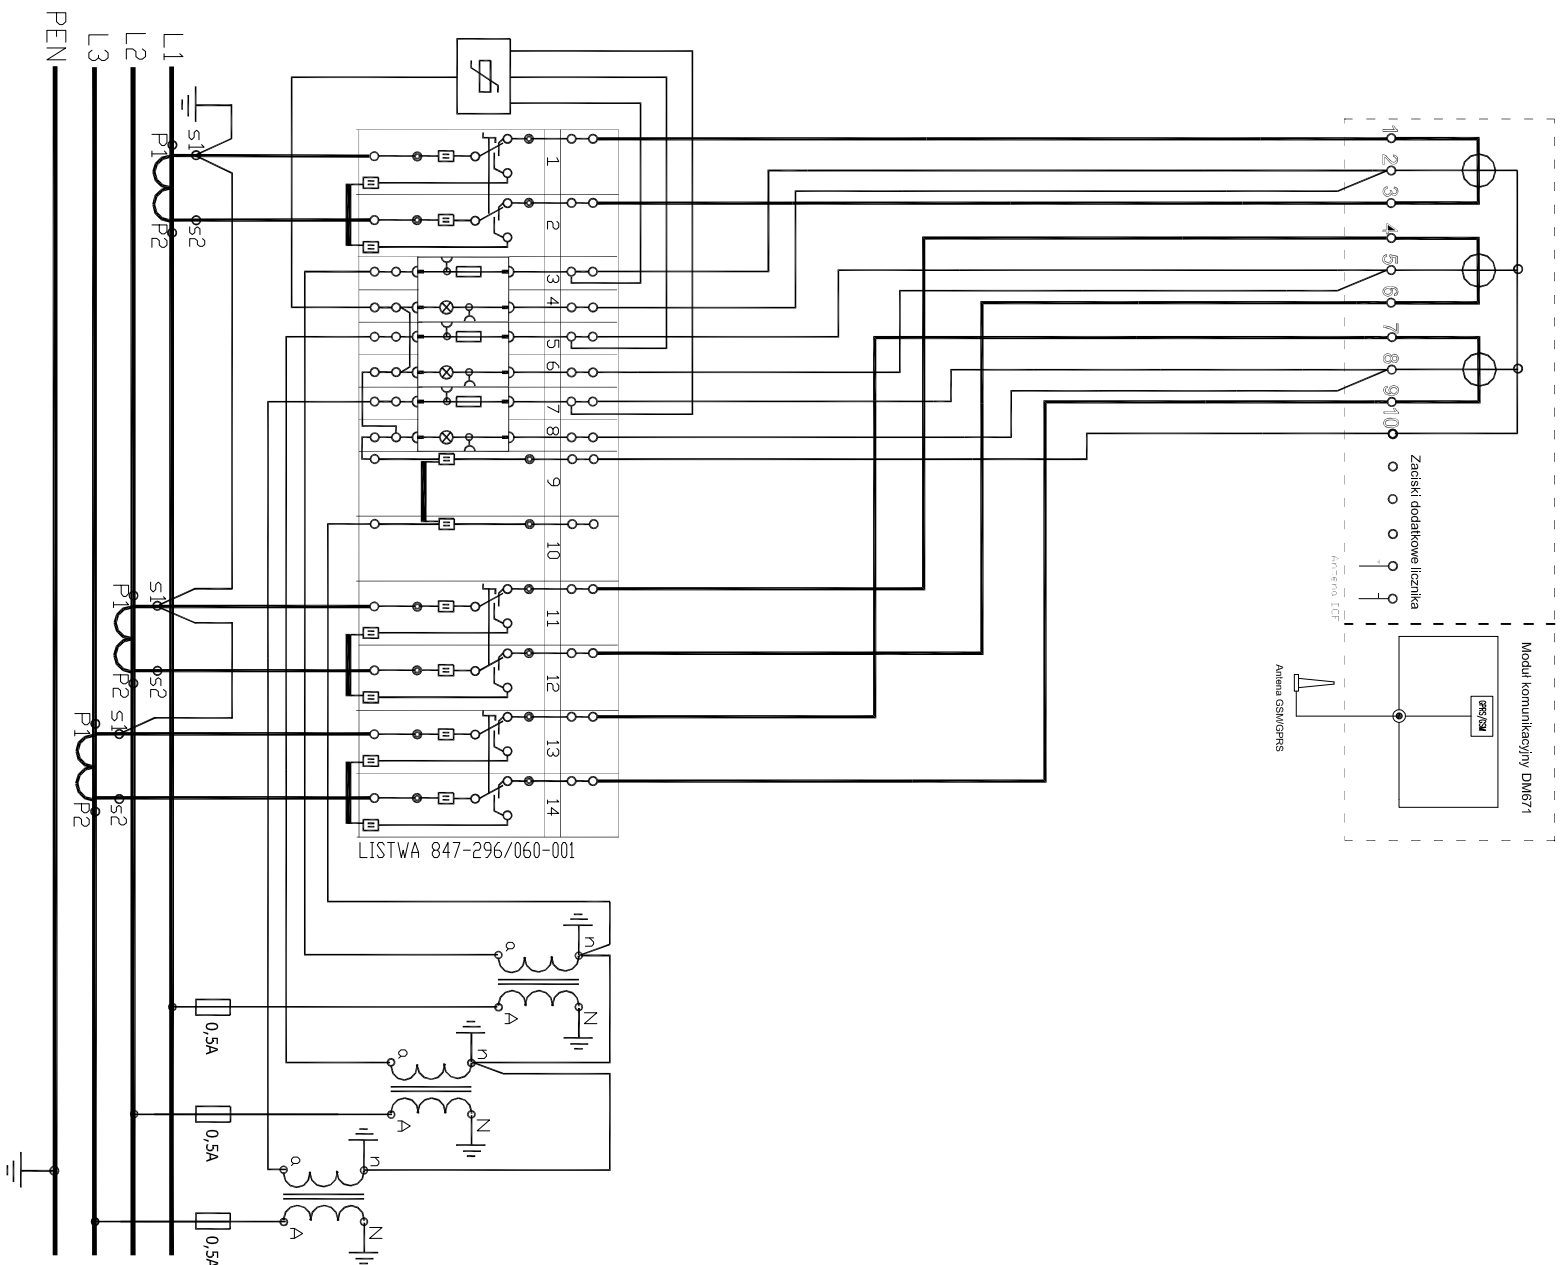 PEN
L3
L2
L1
P1
s1
P2
s2
P1
s1
P2
s2
P1
s1
P2
s2
1
2
3
4
5
6
7
8
9
10
11
12
13
14
LISTWA 847-296/060-001
1
2
3
4
5
6
7
8
9
10
Zaciski dodatkowe licznika
Antena GSM/GPRS
Moduł komunikacyjny DM671
GPRS/GSM
a
n
A
N
0,5A
a
n
A
N
0,5A
a
n
A
N
0,5A